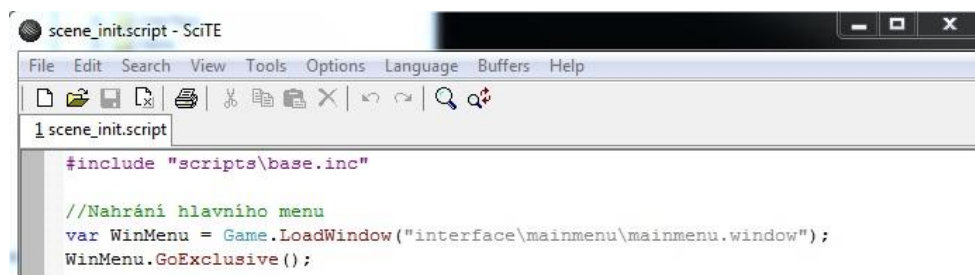 scene_init.script - SciTE
File Edit Search View Tools Options Language Buffers Help
1 scene_init.script
#include "scripts\base.inc"
//Nahrání hlavního menu
var WinMenu = Game.LoadWindow("interface\mainmenu\mainmenu.window");
WinMenu.GoExclusive();